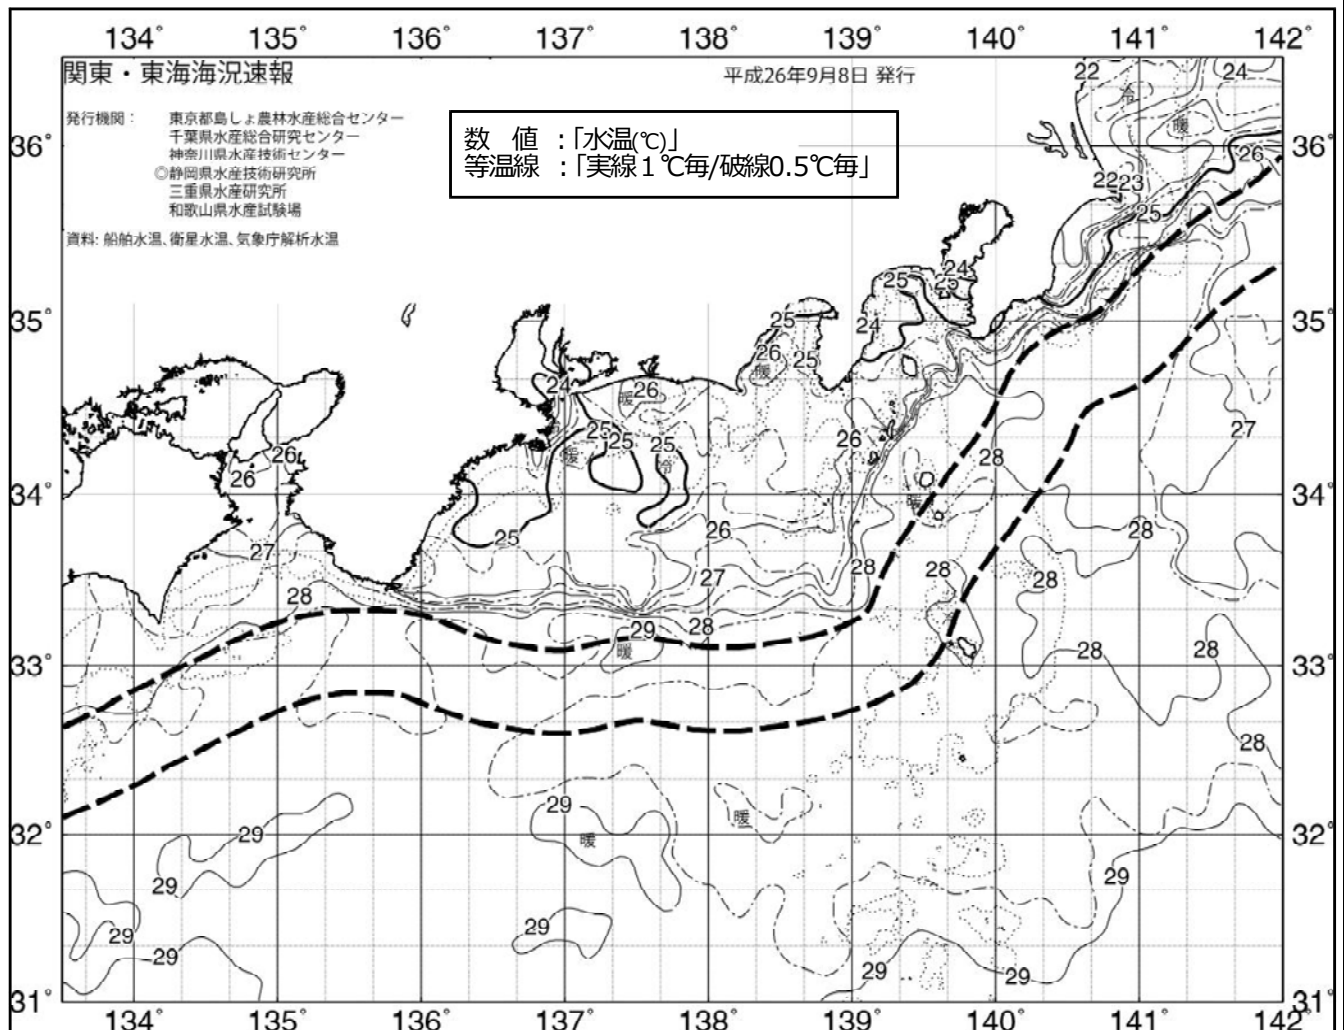 134° 135° 136° 137° 138° 139° 140° 141° 142°
関東・東海海況速報
平成26年9月8日 発行
発行機関： 東京都島しょ農林水産総合センター
千葉県水産総合研究センター
神奈川県水産技術センター
◎静岡県水産技術研究所
三重県水産研究所
和歌山県水産試験場
資料: 船舶水温、衛星水温、気象庁解析水温
数 値 :「水温(℃)」
等温線 :「実線１℃毎/破線0.5℃毎」
22 24
冷
暖
36° 36°
26
22 23
25
24
25 25
35° 25 24 35°
26 25
暖
24 26
暖
27
25 25 25 26
暖 冷
26 28
26
34° 暖 34°
25 26 28
27
27 28 28 28
28
29 28
暖 28 28
33° 33°
28
29 暖
32° 29 暖 32°
29 29
29 29
29 29 29
31° 31°
134° 135° 136° 137° 138° 139° 140° 141° 142°